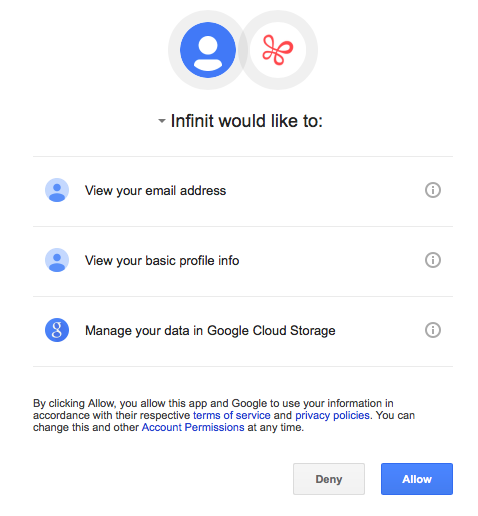 Infinit would like to:
View your email address
View your basic profile info
Manage your data in Google Cloud Storage
By clicking Allow, you allow this app and Google to use your information in
accordance with their respective terms of service and privacy policies. You can
change this and other Account Permissions at any time.
Deny Allow